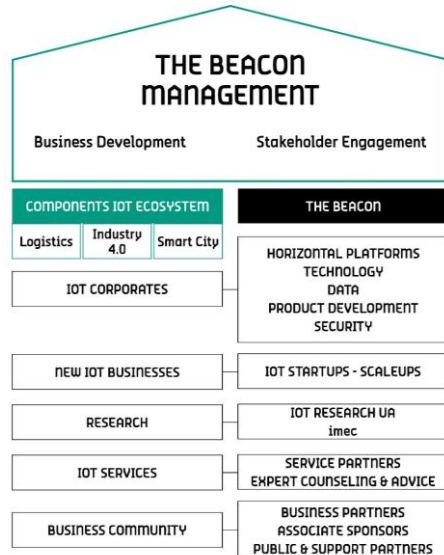 THE BEACON
MANAGEMENT
Business Development Stakeholder Engagement
COMPONENTS IOT ECOSYSTEM THE BEACON
Logistics Industry 4.0 Smart City
IOT CORPORATES
HORIZONTAL PLATFORMS
TECHNOLOGY
DATA
PRODUCT DEVELOPMENT
SECURITY
NEW IOT BUSINESSES
IOT STARTUPS - SCALEUPS
RESEARCH
IOT RESEARCH UA
imec
IOT SERVICES
SERVICE PARTNERS
EXPERT COUNSELING & ADVICE
BUSINESS COMMUNITY
BUSINESS PARTNERS
ASSOCIATE SPONSORS
PUBLIC & SUPPORT PARTNERS